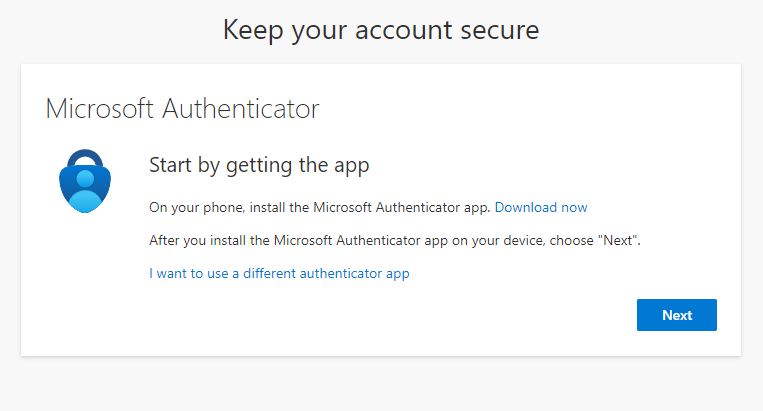 Keep your account secure
Microsoft Authenticator
Start by getting the app
On your phone, install the Microsoft Authenticator app. Download now
After you install the Microsoft Authenticator app on your device, choose "Next".
I want to use a different authenticator app
Next